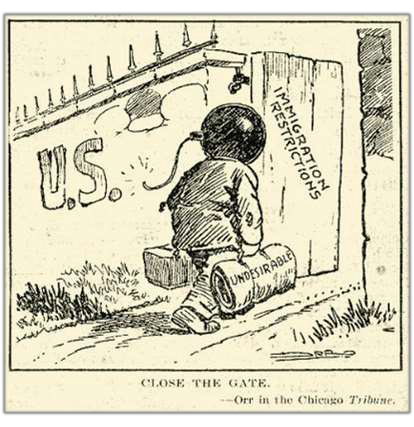 IMMIGRATION
RESTRICTIONS
U.S.
UNDESIRABLE
ORR
CLOSE THE GATE.
—Orr in the Chicago Tribune.